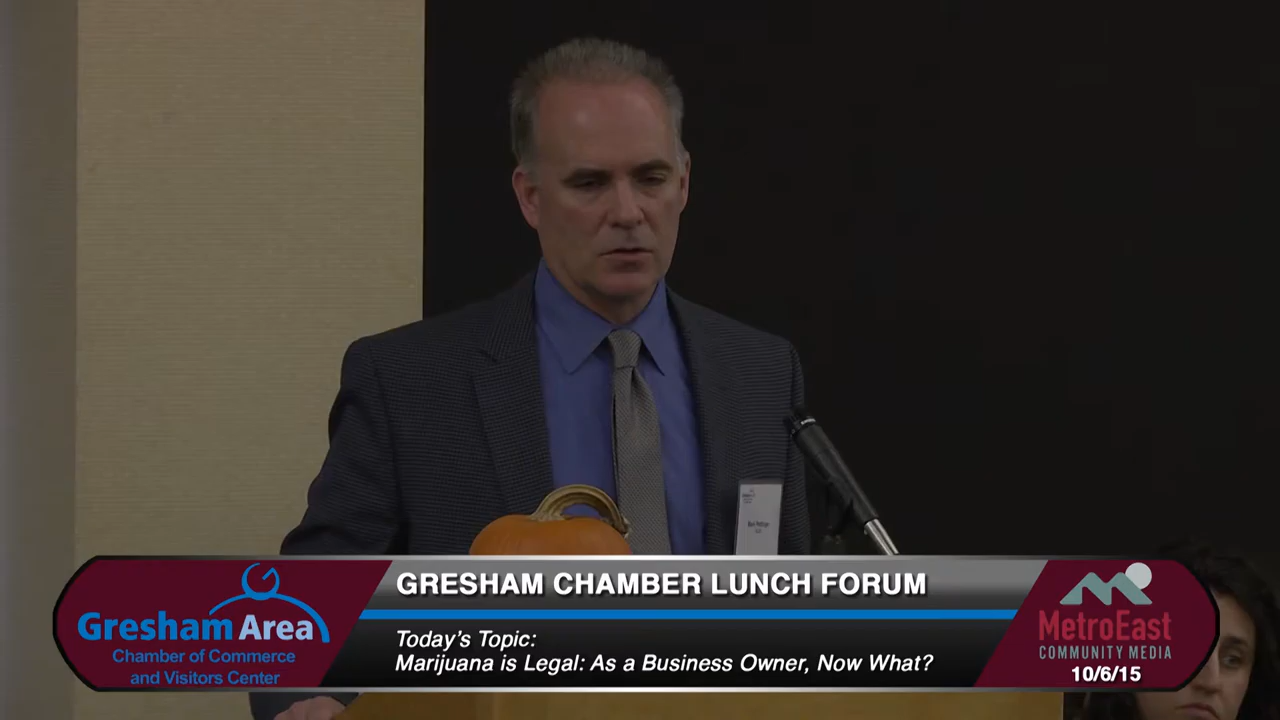 GRESHAM CHAMBER LUNCH FORUM
Gresham Area
Chamber of Commerce
and Visitors Center
Today's Topic:
Marijuana is Legal: As a Business Owner, Now What?
MetroEast
COMMUNITY MEDIA
10/6/15